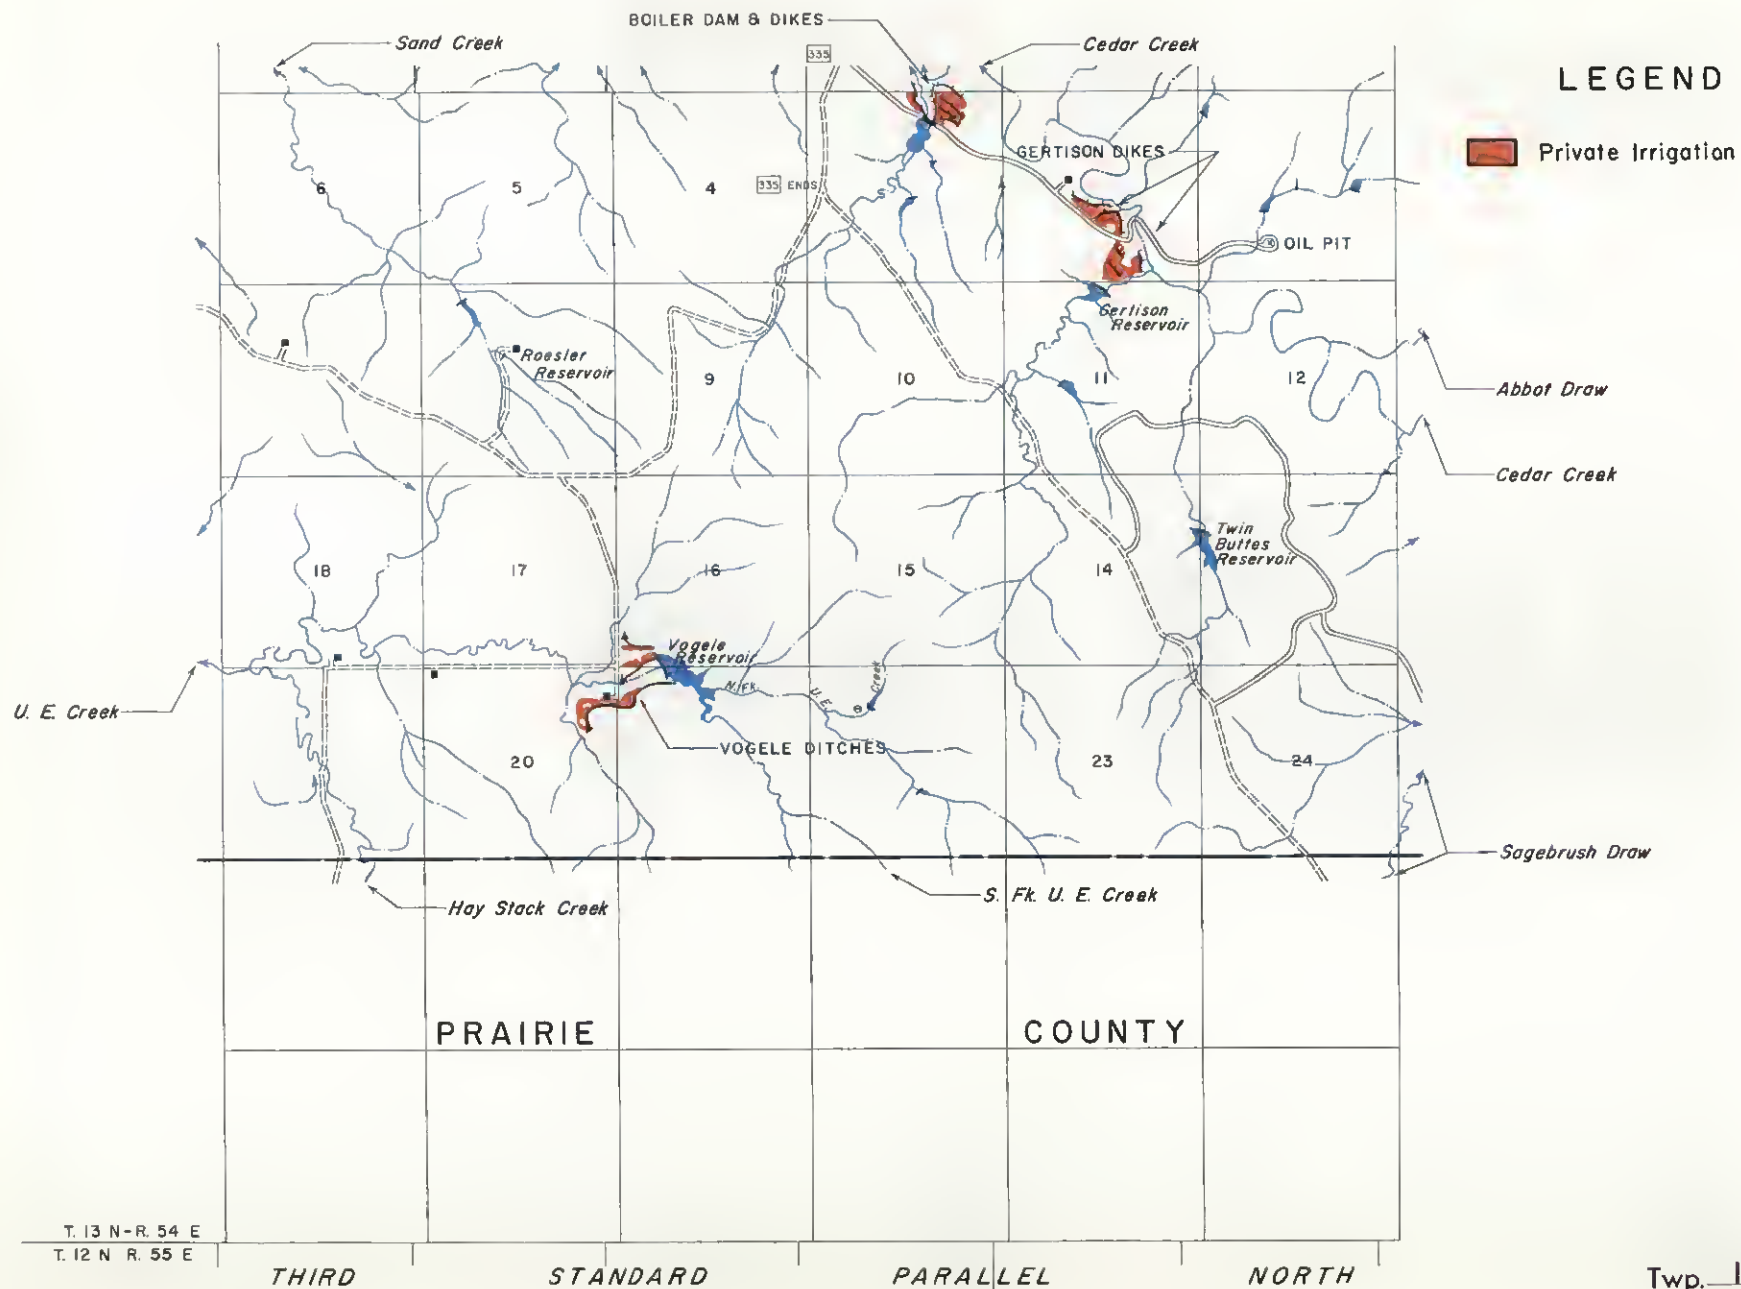 BOILER DAM & DIKES
335
Sand Creek
Cedar Creek
LEGEND
Private Irrigation
GERTISON DIKES
6
5
4
335 ENDS
OIL PIT
Gertison
Reservoir
Roesler
Reservoir
9
10
11
12
Abbot Draw
Cedar Creek
Twin
Buttes
Reservoir
18
17
16
15
14
Vogele
Reservoir
N. Fk.
U. E.
Creek
U. E. Creek
VOGELE DITCHES
20
23
24
Sagebrush Draw
S. Fk. U. E. Creek
Hay Stack Creek
PRAIRIE COUNTY
T. 13 N-R. 54 E
T. 12 N R. 55 E
THIRD STANDARD PARALLEL NORTH
Twp.